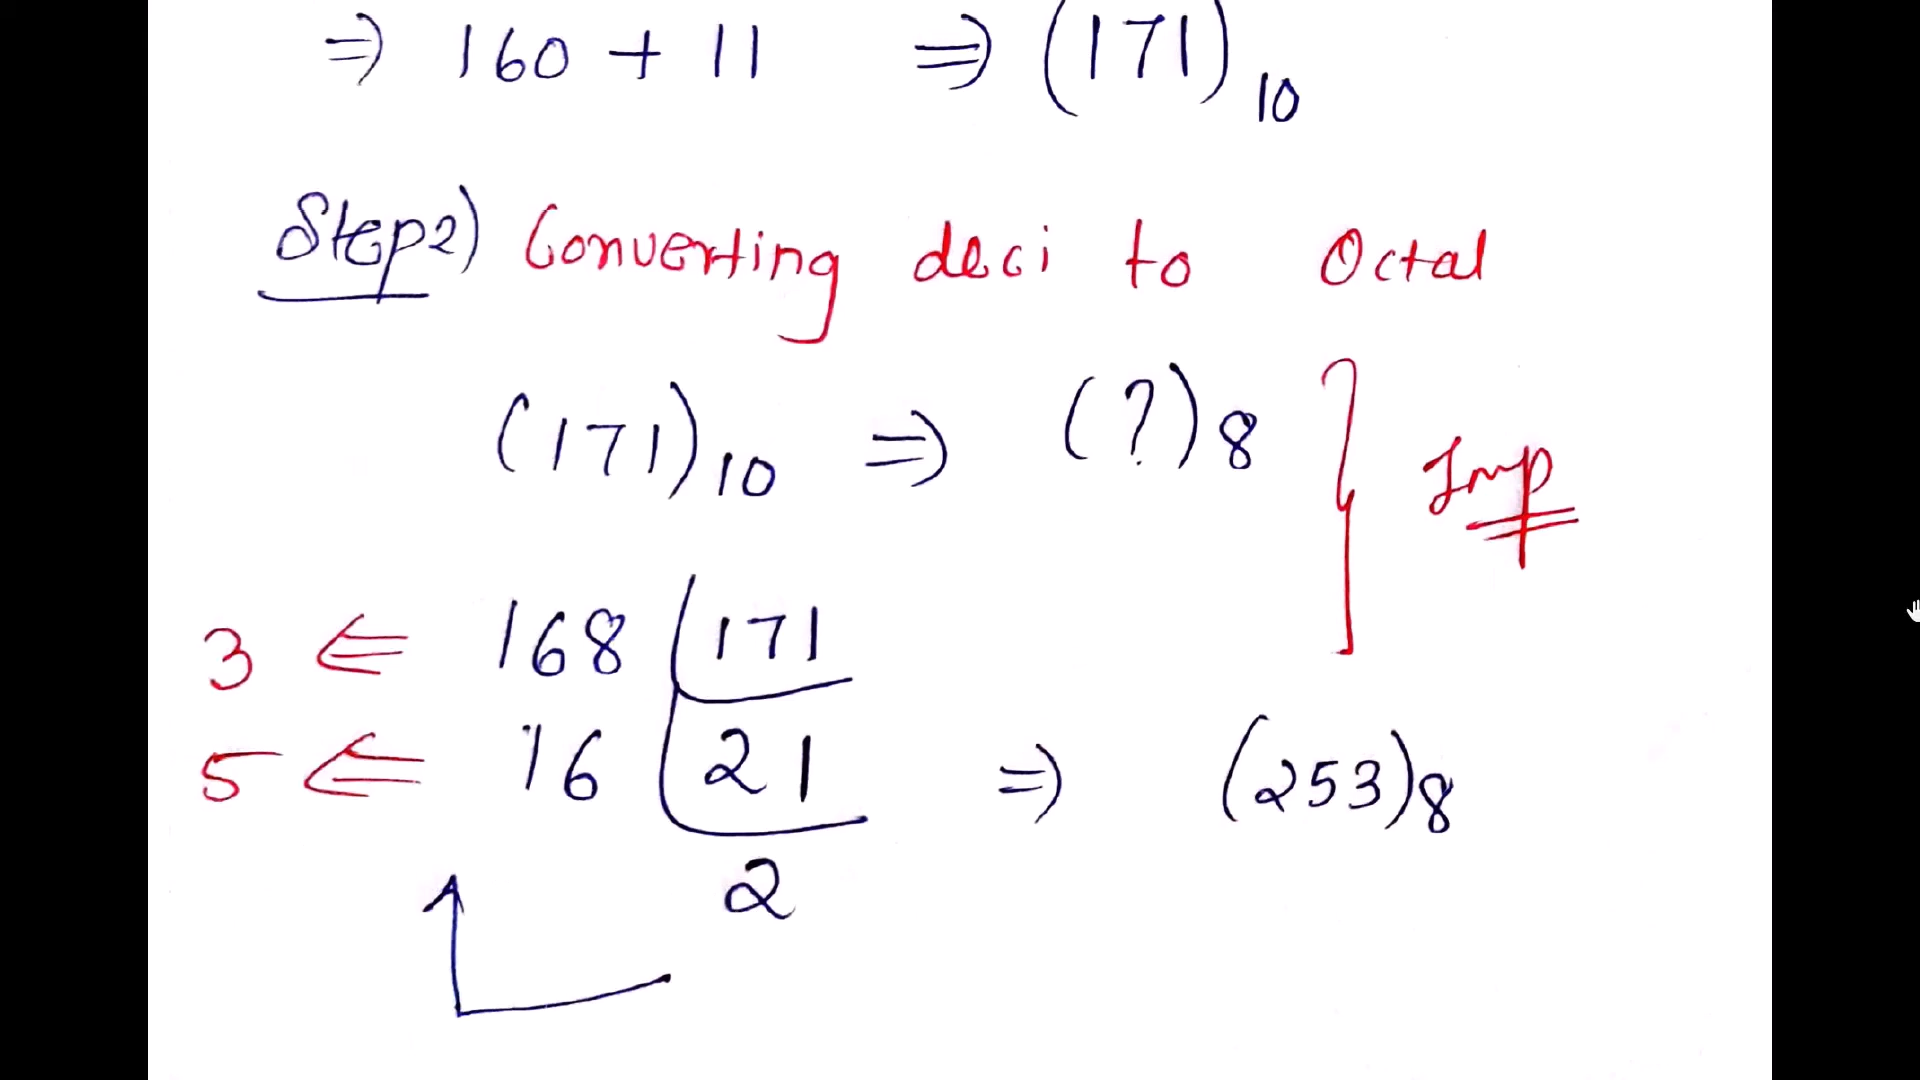 ⇒ 160 + 11 ⇒ (171)10
Step2) Converting deci to Octal
(171)10 ⇒ (?)8
Imp
3 ⇐ 168 171
5 ⇐ 16 21 ⇒ (253)8
2